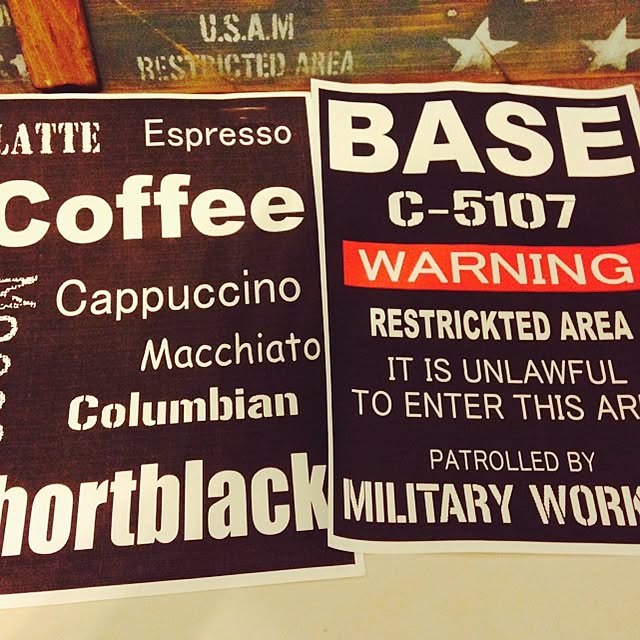 U.S.A.M
RESTRICTED AREA
LATTE
Espresso
Coffee
Cappuccino
Macchiato
Columbian
hortblack
BASE
C-5107
WARNING
RESTRICKTED AREA
IT IS UNLAWFUL
TO ENTER THIS AR
PATROLLED BY
MILITARY WORK